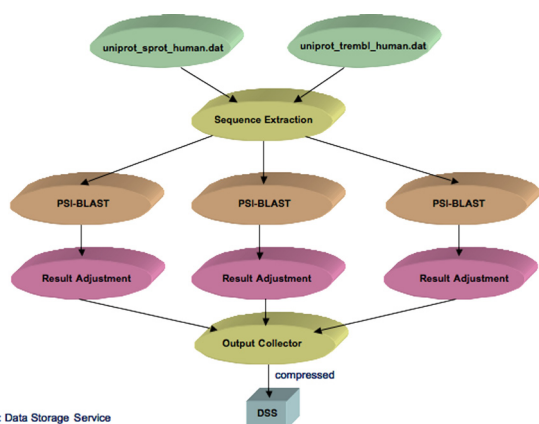 uniprot_sprot_human.dat
uniprot_trembl_human.dat
Sequence Extraction
PSI-BLAST
PSI-BLAST
PSI-BLAST
Result Adjustment
Result Adjustment
Result Adjustment
Output Collector
compressed
DSS
: Data Storage Service